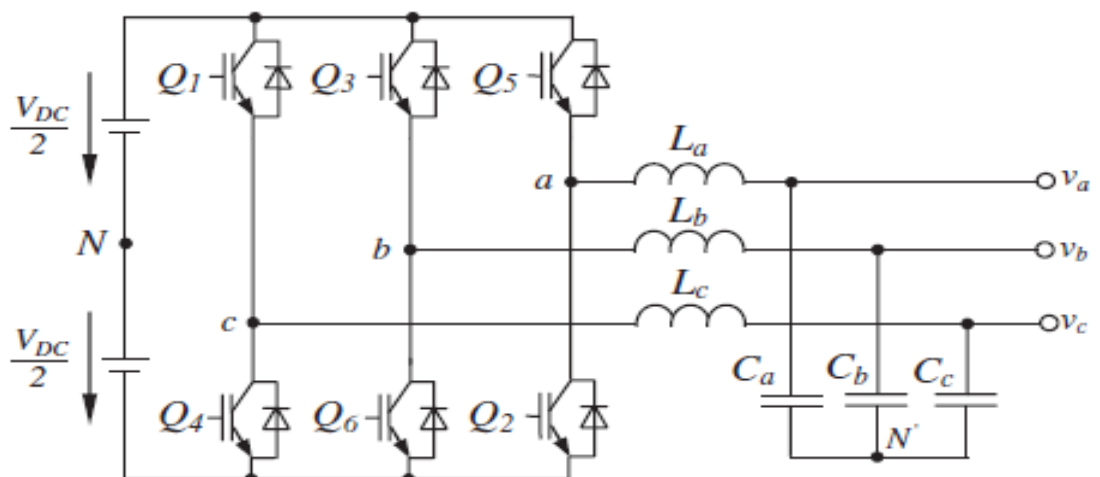 Q1
Q3
Q5
V_DC
2
L_a
a
v_a
L_b
N
b
v_b
L_c
c
v_c
V_DC
2
C_a
C_b
C_c
Q4
Q6
Q2
N'